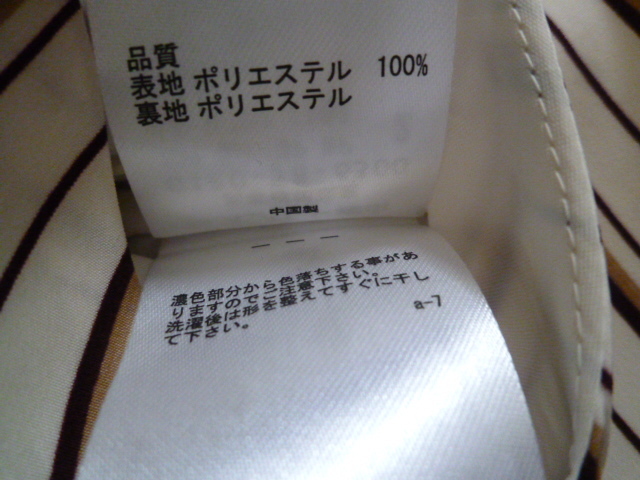 品質
表地 ポリエステル 100%
裏地 ポリエステル
中国製
濃色部分から色落ちする事があ
りますのでご注意下さい。
洗濯後は形を整えてすぐに干し
て下さい。
a-7